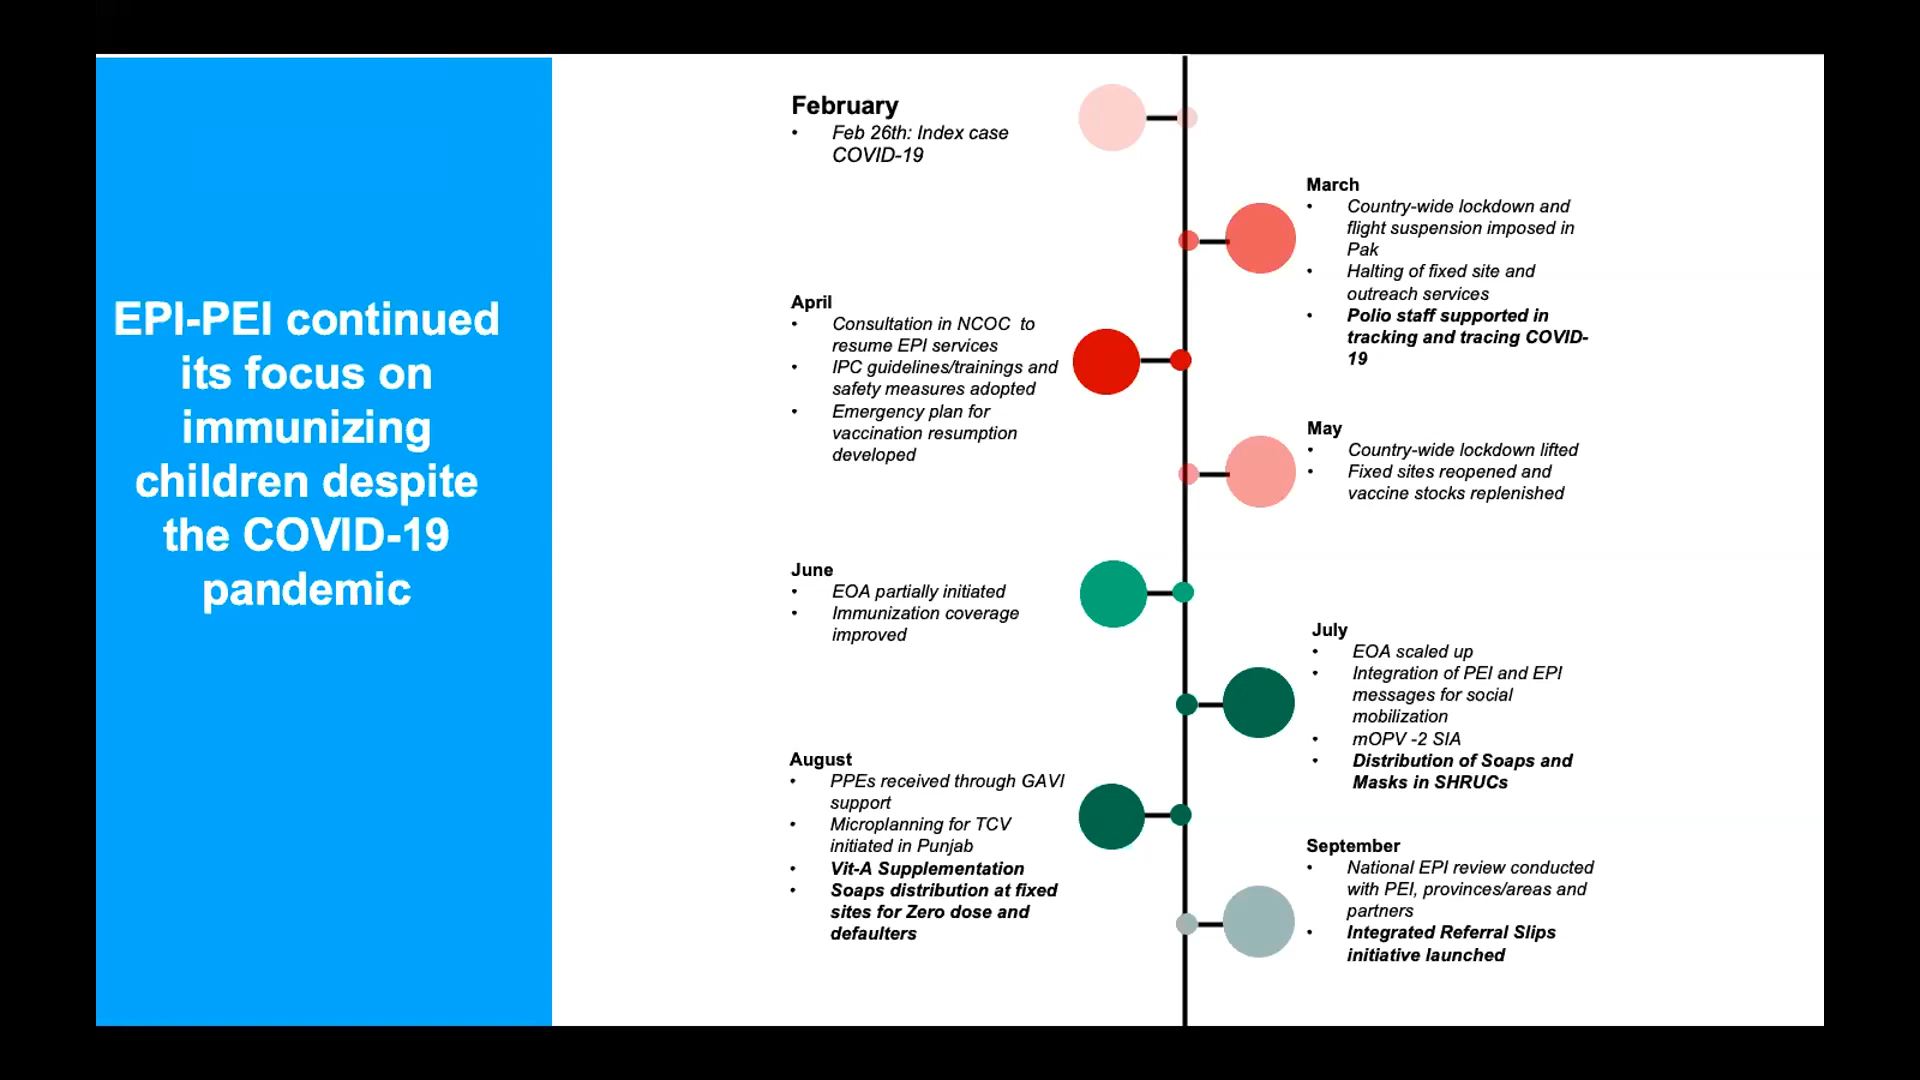 EPI-PEI continued
its focus on
immunizing
children despite
the COVID-19
pandemic
February
• Feb 26th: Index case
COVID-19
March
• Country-wide lockdown and
flight suspension imposed in
Pak
• Halting of fixed site and
outreach services
• Polio staff supported in
tracking and tracing COVID-
19
April
• Consultation in NCOC to
resume EPI services
• IPC guidelines/trainings and
safety measures adopted
• Emergency plan for
vaccination resumption
developed
May
• Country-wide lockdown lifted
• Fixed sites reopened and
vaccine stocks replenished
June
• EOA partially initiated
• Immunization coverage
improved
July
• EOA scaled up
• Integration of PEI and EPI
messages for social
mobilization
• mOPV -2 SIA
• Distribution of Soaps and
Masks in SHRUCs
August
• PPEs received through GAVI
support
• Microplanning for TCV
initiated in Punjab
• Vit-A Supplementation
• Soaps distribution at fixed
sites for Zero dose and
defaulters
September
• National EPI review conducted
with PEI, provinces/areas and
partners
• Integrated Referral Slips
initiative launched